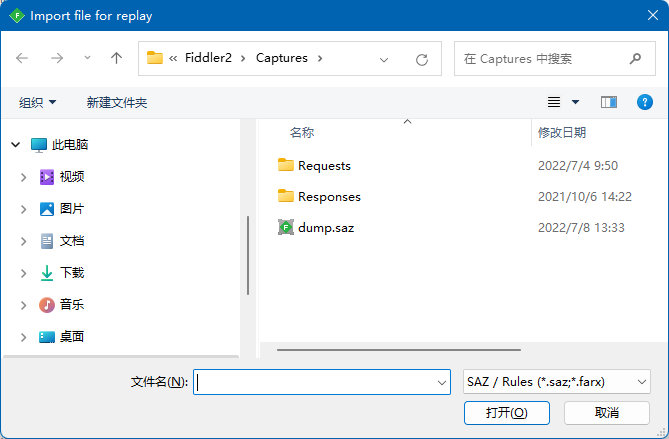 Import file for replay
« Fiddler2 › Captures ›
在 Captures 中搜索
组织
新建文件夹
名称
修改日期
此电脑
视频
图片
文档
下载
音乐
桌面
Requests 2022/7/4 9:50
Responses 2021/10/6 14:22
dump.saz 2022/7/8 13:33
文件名(N):
SAZ / Rules (*.saz;*.farx)
打开(O)
取消